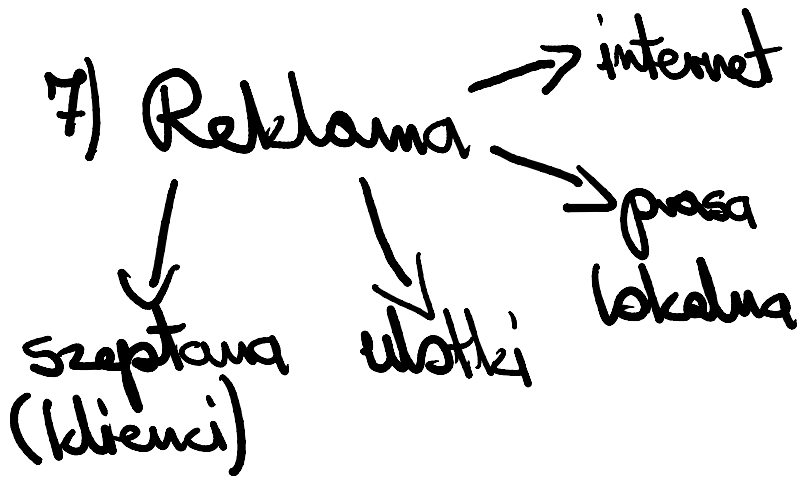 7) Reklama
internet
prasa
lokalna
szeptana
(klienci)
ulotki